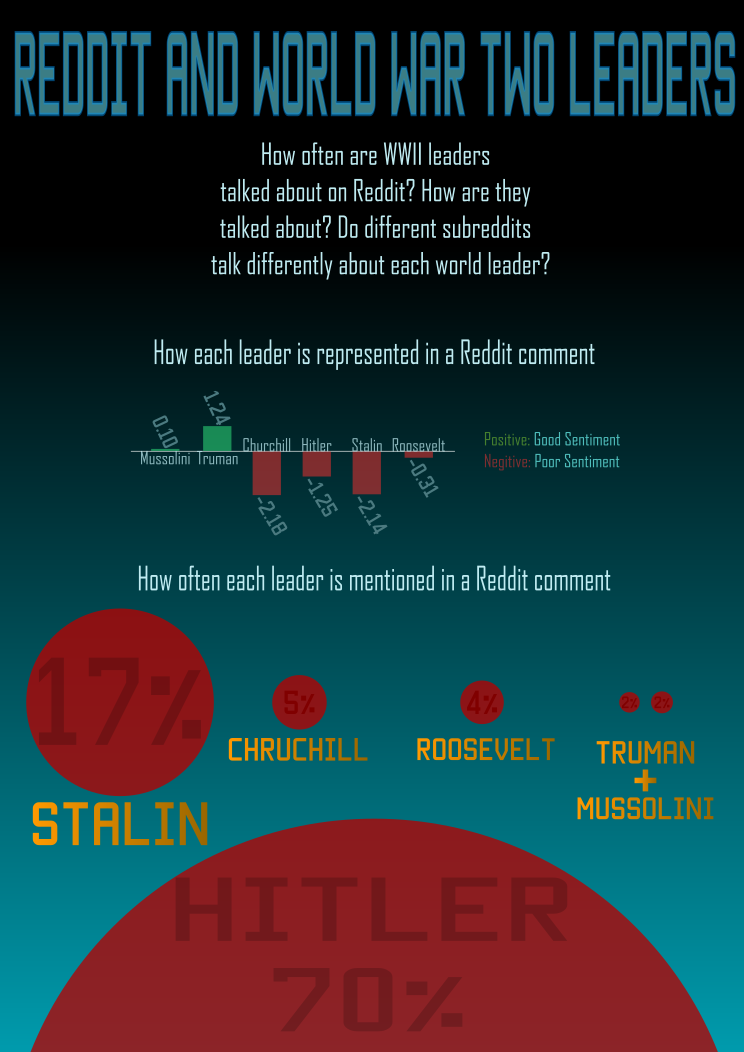 REDDIT AND WORLD WAR TWO LEADERS
How often are WWII leaders
talked about on Reddit? How are they
talked about? Do different subreddits
talk differently about each world leader?
How each leader is represented in a Reddit comment
0.10
1.24
Mussolini Truman Churchill Hitler Stalin Roosevelt
-2.18
-1.25
-2.14
-0.31
Positive: Good Sentiment
Negitive: Poor Sentiment
How often each leader is mentioned in a Reddit comment
17%
STALIN
5%
CHRUCHILL
4%
ROOSEVELT
2% 2%
TRUMAN
+
MUSSOLINI
HITLER
70%